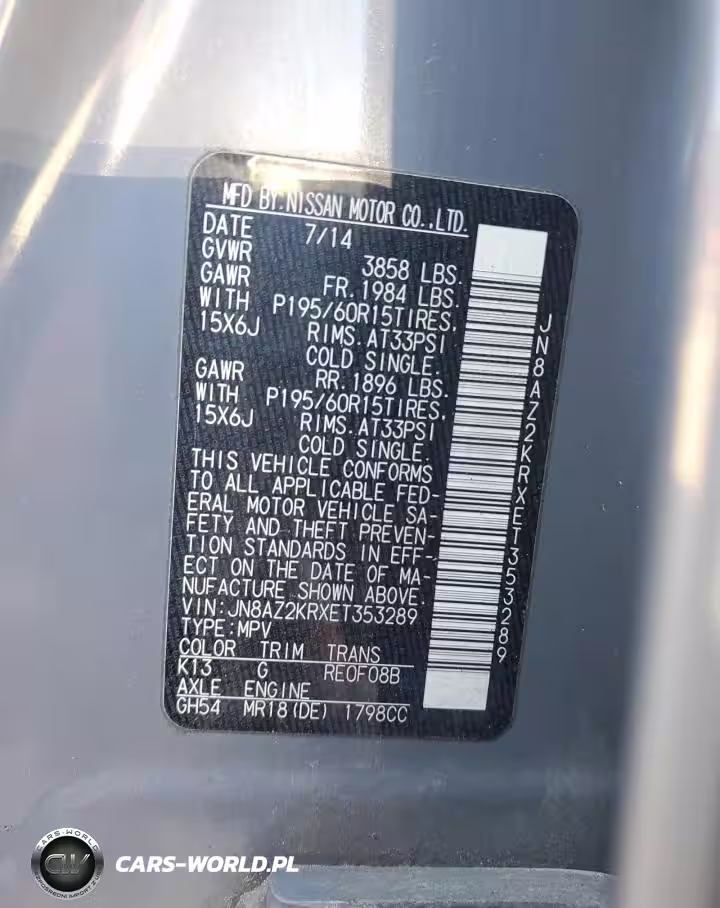 MFD BY:NISSAN MOTOR CO.,LTD.
DATE 7/14
GVWR 3858 LBS.
GAWR FR.1984 LBS.
WITH P195/60R15TIRES,
15X6J RIMS.AT33PSI
COLD SINGLE.
GAWR RR.1896 LBS.
WITH P195/60R15TIRES,
15X6J RIMS.AT33PSI
COLD SINGLE.
THIS VEHICLE CONFORMS
TO ALL APPLICABLE FED-
ERAL MOTOR VEHICLE SA-
FETY AND THEFT PREVEN-
TION STANDARDS IN EFF-
ECT ON THE DATE OF MA-
NUFACTURE SHOWN ABOVE.
VIN:JN8AZ2KRXET353289
TYPE:MPV
COLOR TRIM TRANS
K13 G RE0F08B
AXLE ENGINE
GH54 MR18(DE) 1798CC
JN8AZ2KRXET353289
CARS-WORLD
CW
CARS-WORLD.PL